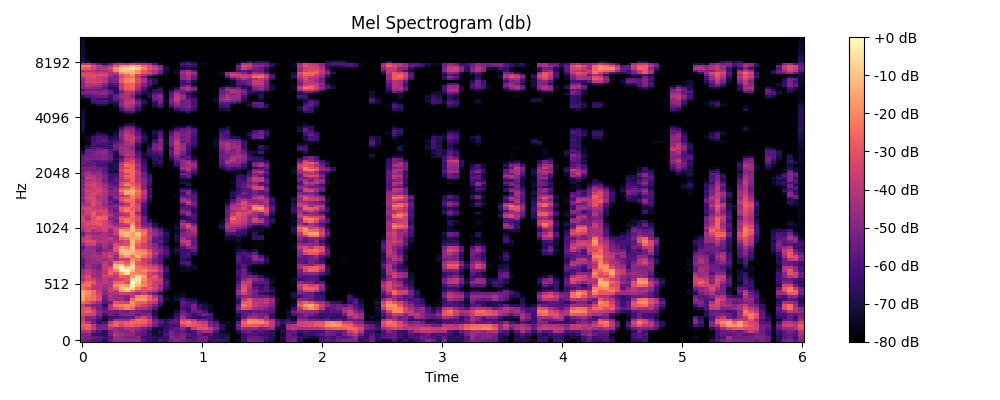 Mel Spectrogram (db)
Hz
8192
4096
2048
1024
512
0
0 1 2 3 4 5 6
Time
+0 dB
-10 dB
-20 dB
-30 dB
-40 dB
-50 dB
-60 dB
-70 dB
-80 dB